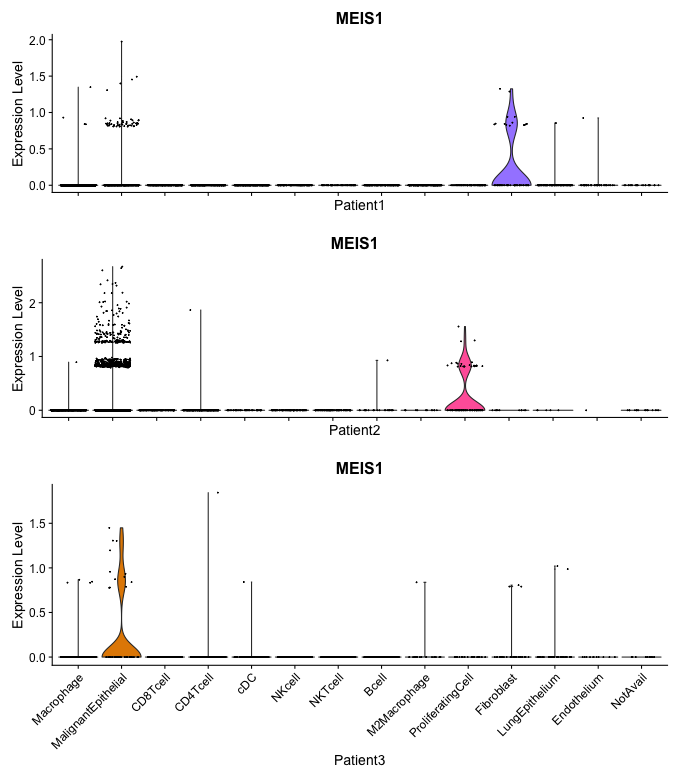 MEIS1
Expression Level
2.0
1.5
1.0
0.5
0.0
Patient1
MEIS1
Expression Level
2
1
0
Patient2
MEIS1
Expression Level
1.5
1.0
0.5
0.0
Macrophage
MalignantEpithelial
CD8Tcell
CD4Tcell
cDC
NKcell
NKTcell
Bcell
M2Macrophage
ProliferatingCell
Fibroblast
LungEpithelium
Endothelium
NotAvail
Patient3